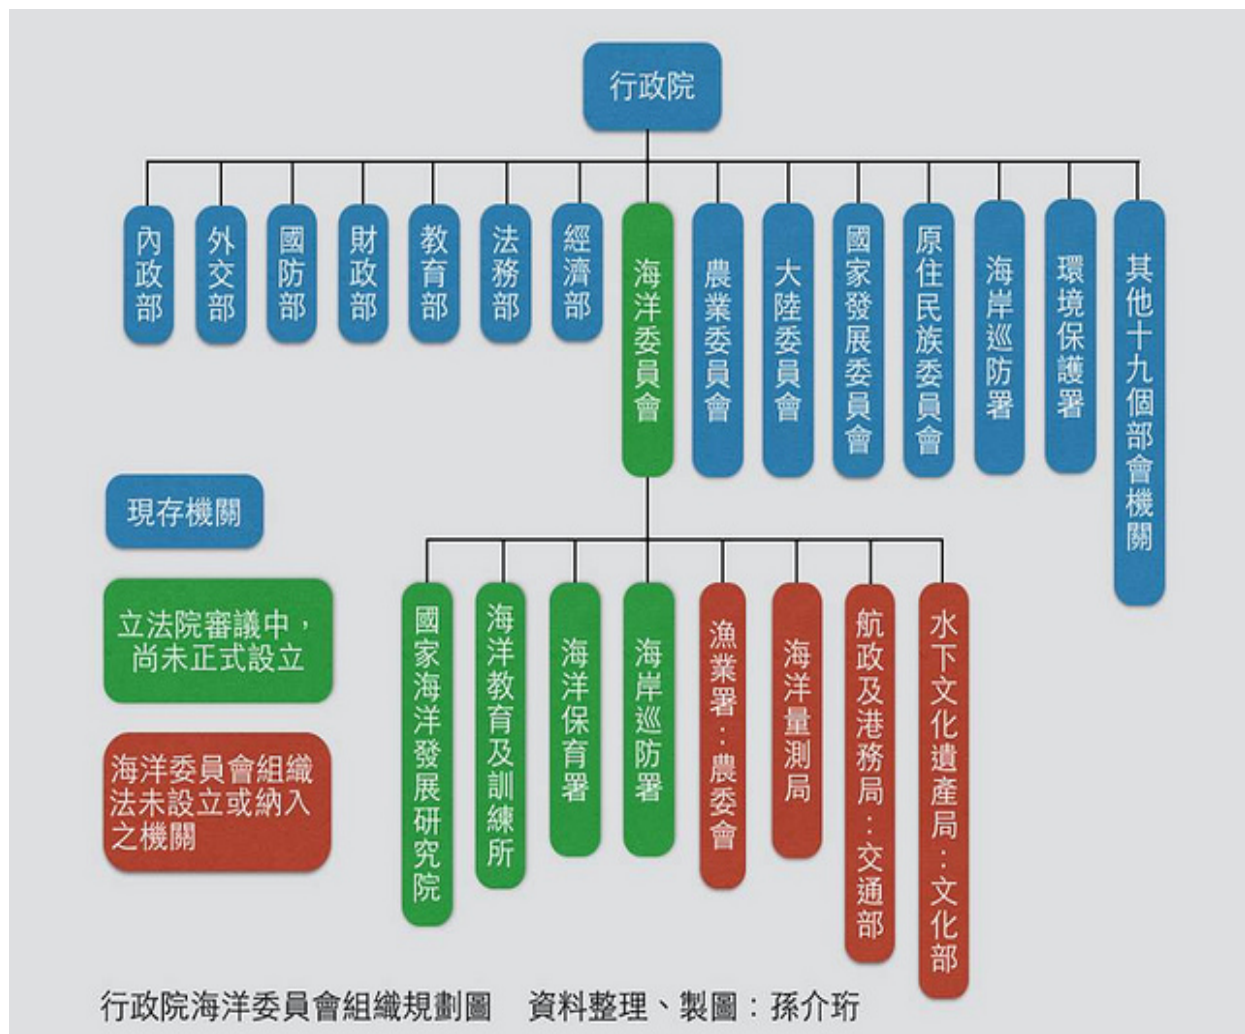 行政院
內政部
外交部
國防部
財政部
教育部
法務部
經濟部
海洋委員會
農業委員會
大陸委員會
國家發展委員會
原住民族委員會
海岸巡防署
環境保護署
其他十九個部會機關
現存機關
立法院審議中，
尚未正式設立
海洋委員會組織
法未設立或納入
之機關
國家海洋發展研究院
海洋教育及訓練所
海洋保育署
海岸巡防署
漁業署：農委會
海洋量測局
航政及港務局：交通部
水下文化遺產局：文化部
行政院海洋委員會組織規劃圖　資料整理、製圖：孫介珩